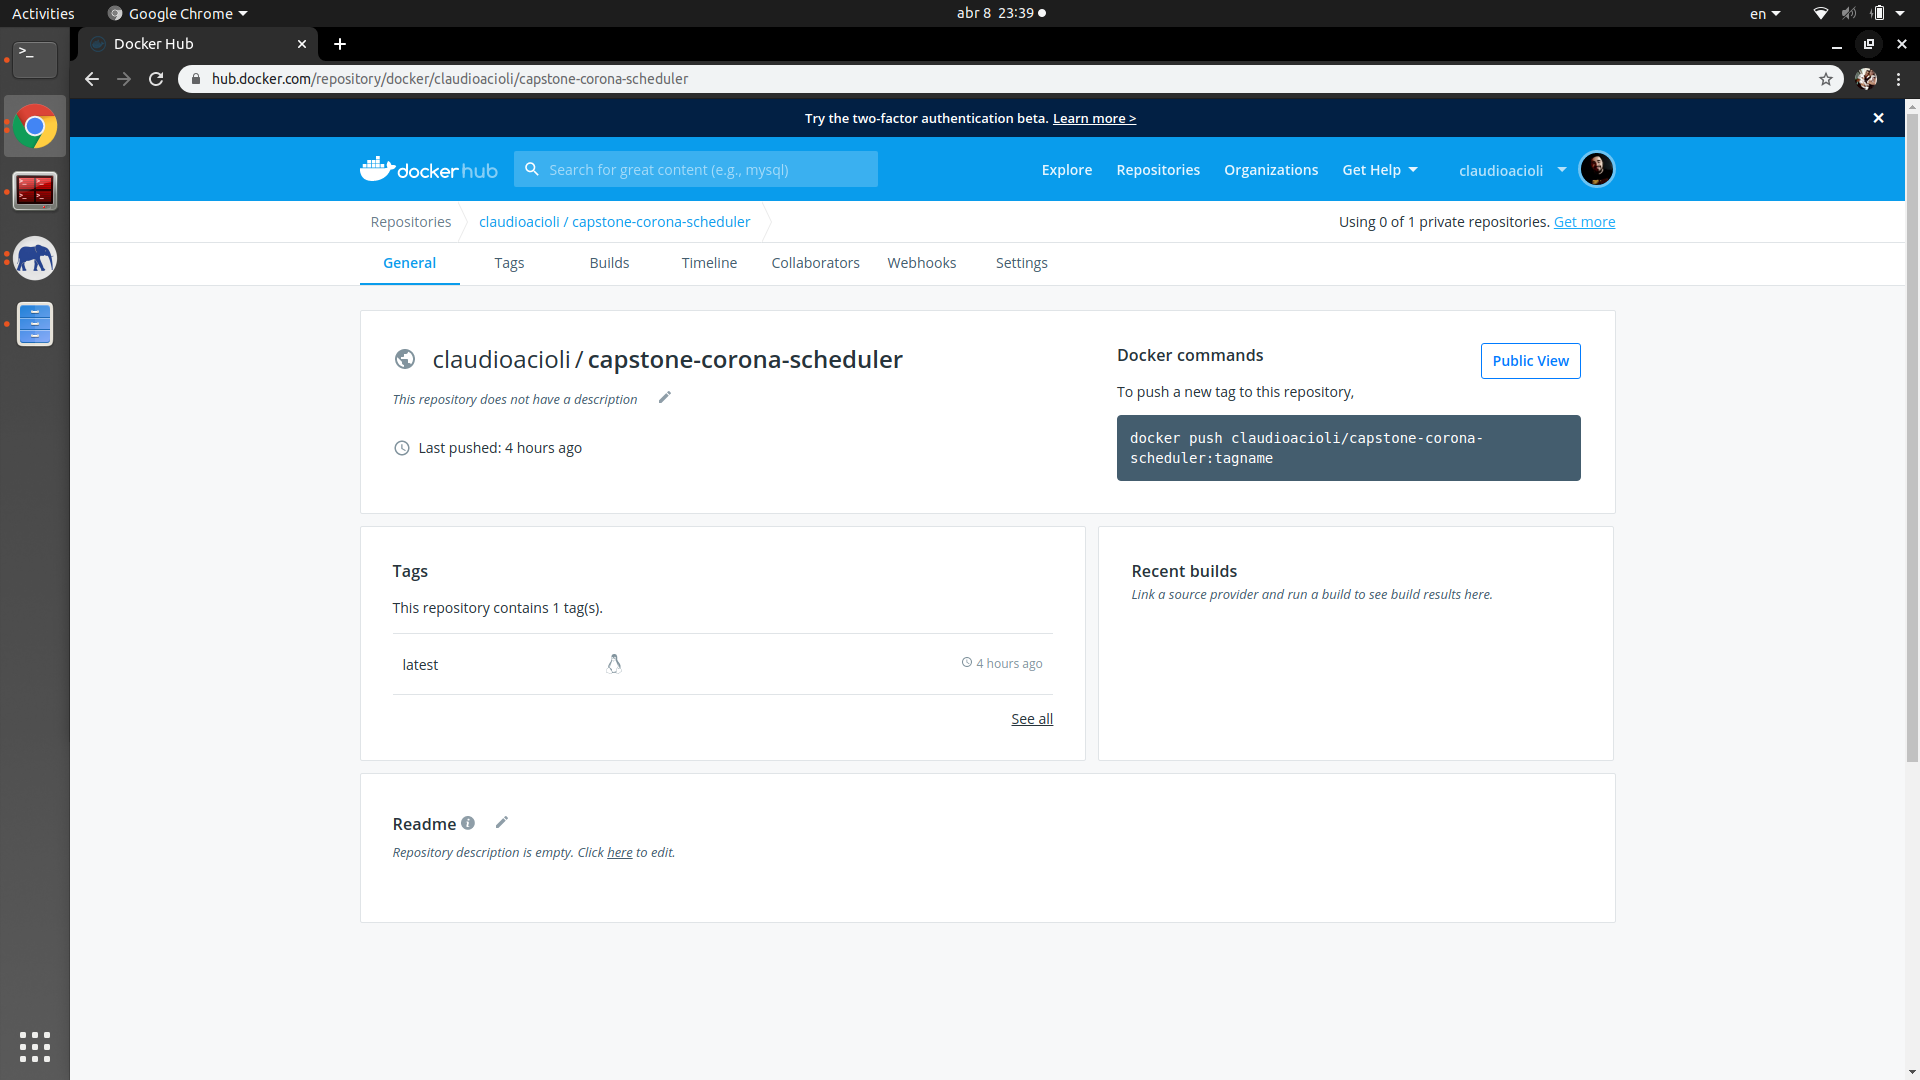 Activities
Google Chrome
abr 8 23:39
en
Docker Hub
hub.docker.com/repository/docker/claudioacioli/capstone-corona-scheduler
Try the two-factor authentication beta. Learn more >
docker hub
Search for great content (e.g., mysql)
Explore
Repositories
Organizations
Get Help
claudioacioli
Repositories
claudioacioli / capstone-corona-scheduler
Using 0 of 1 private repositories. Get more
General
Tags
Builds
Timeline
Collaborators
Webhooks
Settings
claudioacioli / capstone-corona-scheduler
This repository does not have a description
Last pushed: 4 hours ago
Docker commands
Public View
To push a new tag to this repository,
docker push claudioacioli/capstone-corona-
scheduler:tagname
Tags
This repository contains 1 tag(s).
latest
4 hours ago
See all
Recent builds
Link a source provider and run a build to see build results here.
Readme
Repository description is empty. Click here to edit.